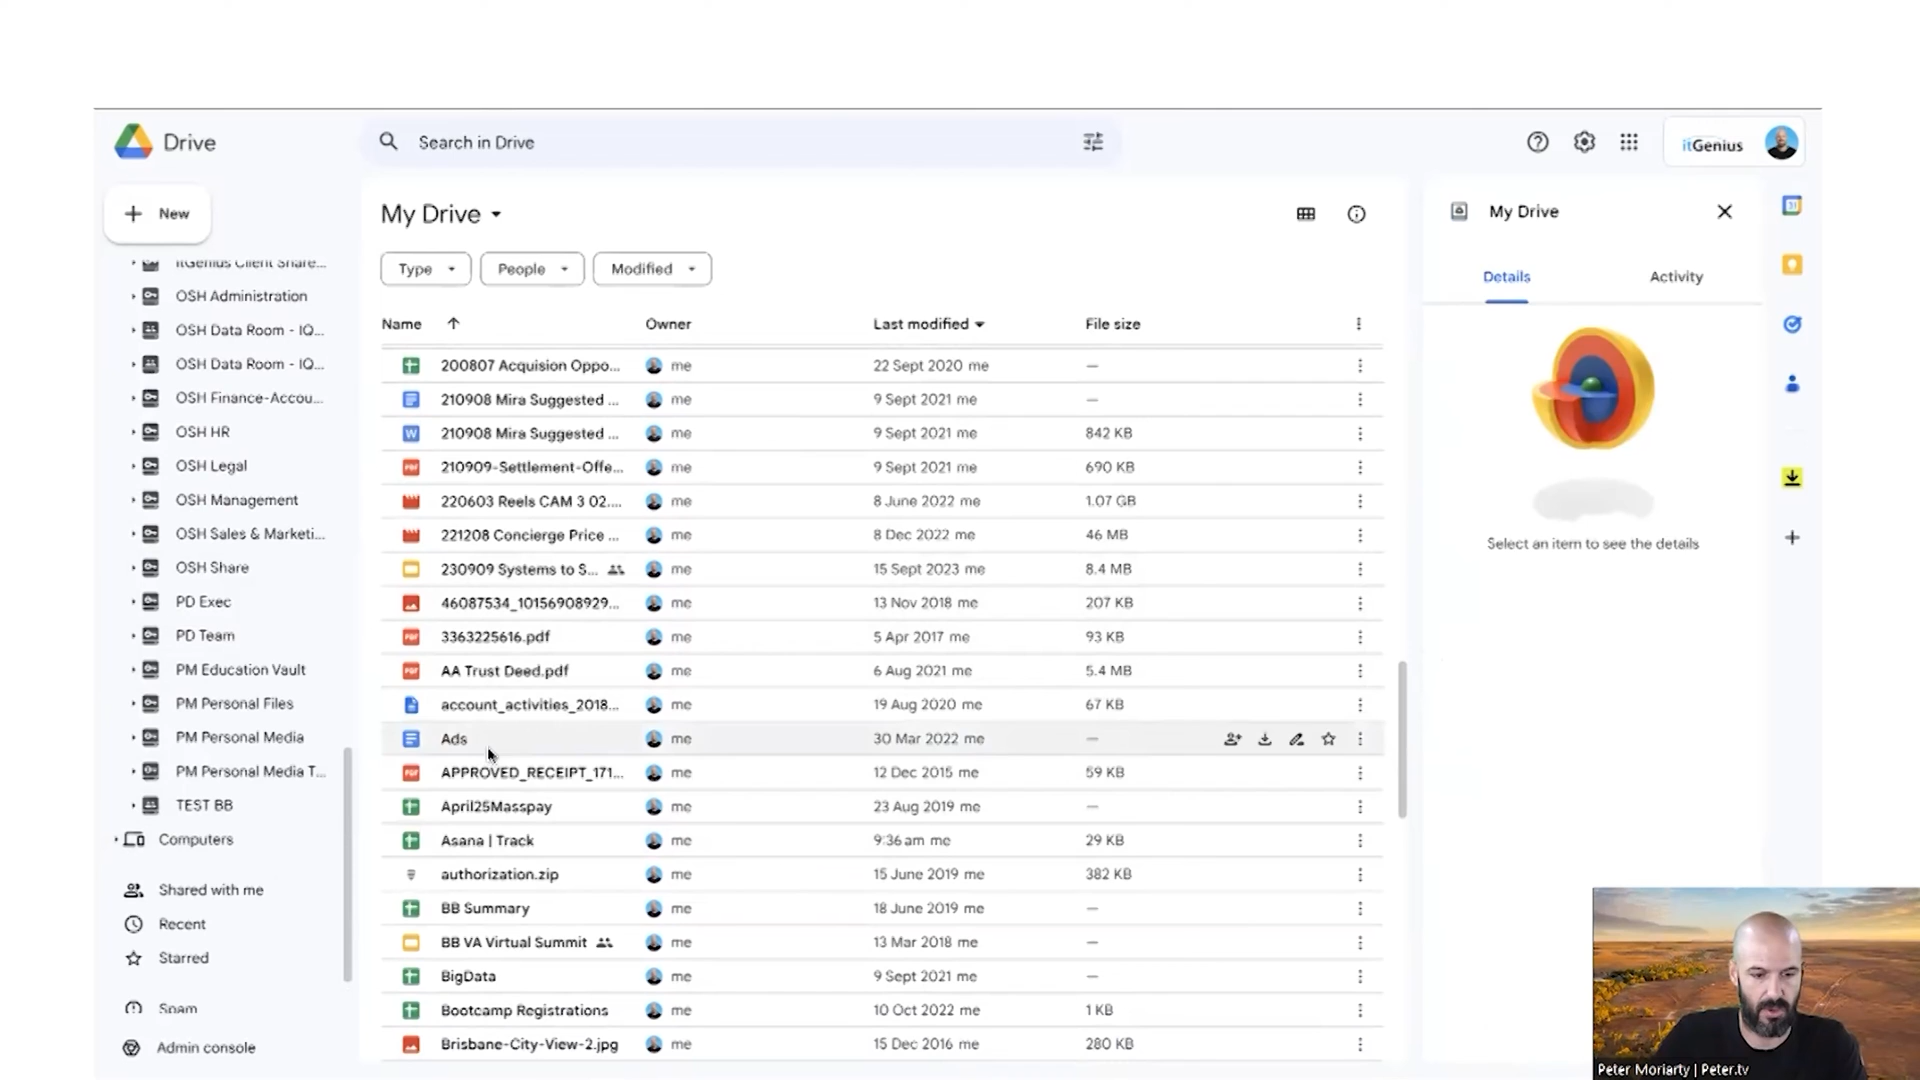 Drive
Search in Drive
itGenius
New
itGenius Client Share...
OSH Administration
OSH Data Room - IQ...
OSH Data Room - IQ...
OSH Finance-Accou...
OSH HR
OSH Legal
OSH Management
OSH Sales & Marketi...
OSH Share
PD Exec
PD Team
PM Education Vault
PM Personal Files
PM Personal Media
PM Personal Media T...
TEST BB
Computers
Shared with me
Recent
Starred
Spam
Admin console
My Drive
Type People Modified
Name Owner Last modified File size
200807 Acquision Oppo... me 22 Sept 2020 me —
210908 Mira Suggested ... me 9 Sept 2021 me —
W 210908 Mira Suggested ... me 9 Sept 2021 me 842 KB
PDF 210909-Settlement-Offe... me 9 Sept 2021 me 690 KB
220603 Reels CAM 3 02.... me 8 June 2022 me 1.07 GB
221208 Concierge Price ... me 8 Dec 2022 me 46 MB
230909 Systems to S... me 15 Sept 2023 me 8.4 MB
46087534_10156908929... me 13 Nov 2018 me 207 KB
PDF 3363225616.pdf me 5 Apr 2017 me 93 KB
PDF AA Trust Deed.pdf me 6 Aug 2021 me 5.4 MB
account_activities_2018... me 19 Aug 2020 me 67 KB
Ads me 30 Mar 2022 me —
PDF APPROVED_RECEIPT_171... me 12 Dec 2015 me 59 KB
April25Masspay me 23 Aug 2019 me —
Asana | Track me 9:36 am me 29 KB
authorization.zip me 15 June 2019 me 382 KB
BB Summary me 18 June 2019 me —
BB VA Virtual Summit me 13 Mar 2018 me —
BigData me 9 Sept 2021 me —
Bootcamp Registrations me 10 Oct 2022 me 1 KB
Brisbane-City-View-2.jpg me 15 Dec 2016 me 280 KB
My Drive
Details Activity
Select an item to see the details
31
Peter Moriarty | Peter.tv